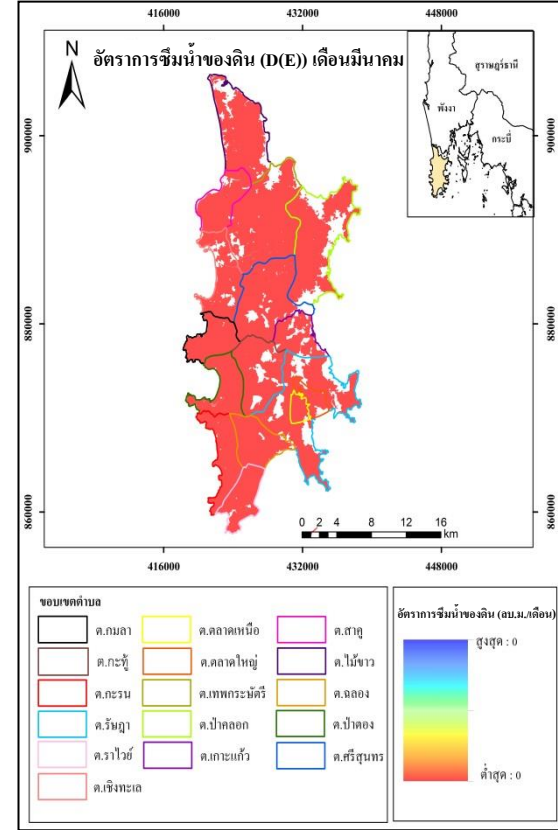 416000 432000 448000
N
อัตราการซึมน้ำของดิน (D(E)) เดือนมีนาคม
สุราษฎร์ธานี
พังงา
กระบี่
900000 900000
880000 880000
860000 860000
0 2 4 8 12 16
km
416000 432000 448000
ขอบเขตตำบล
ต.กมลา ต.ตลาดเหนือ ต.สาคู
ต.กะทู้ ต.ตลาดใหญ่ ต.ไม้ขาว
ต.กะรน ต.เทพกระษัตรี ต.ฉลอง
ต.รัษฎา ต.ป่าคลอก ต.ป่าตอง
ต.ราไวย์ ต.เกาะแก้ว ต.ศรีสุนทร
ต.เชิงทะเล
อัตราการซึมน้ำของดิน (ลบ.ม./เดือน)
สูงสุด : 0
ต่ำสุด : 0